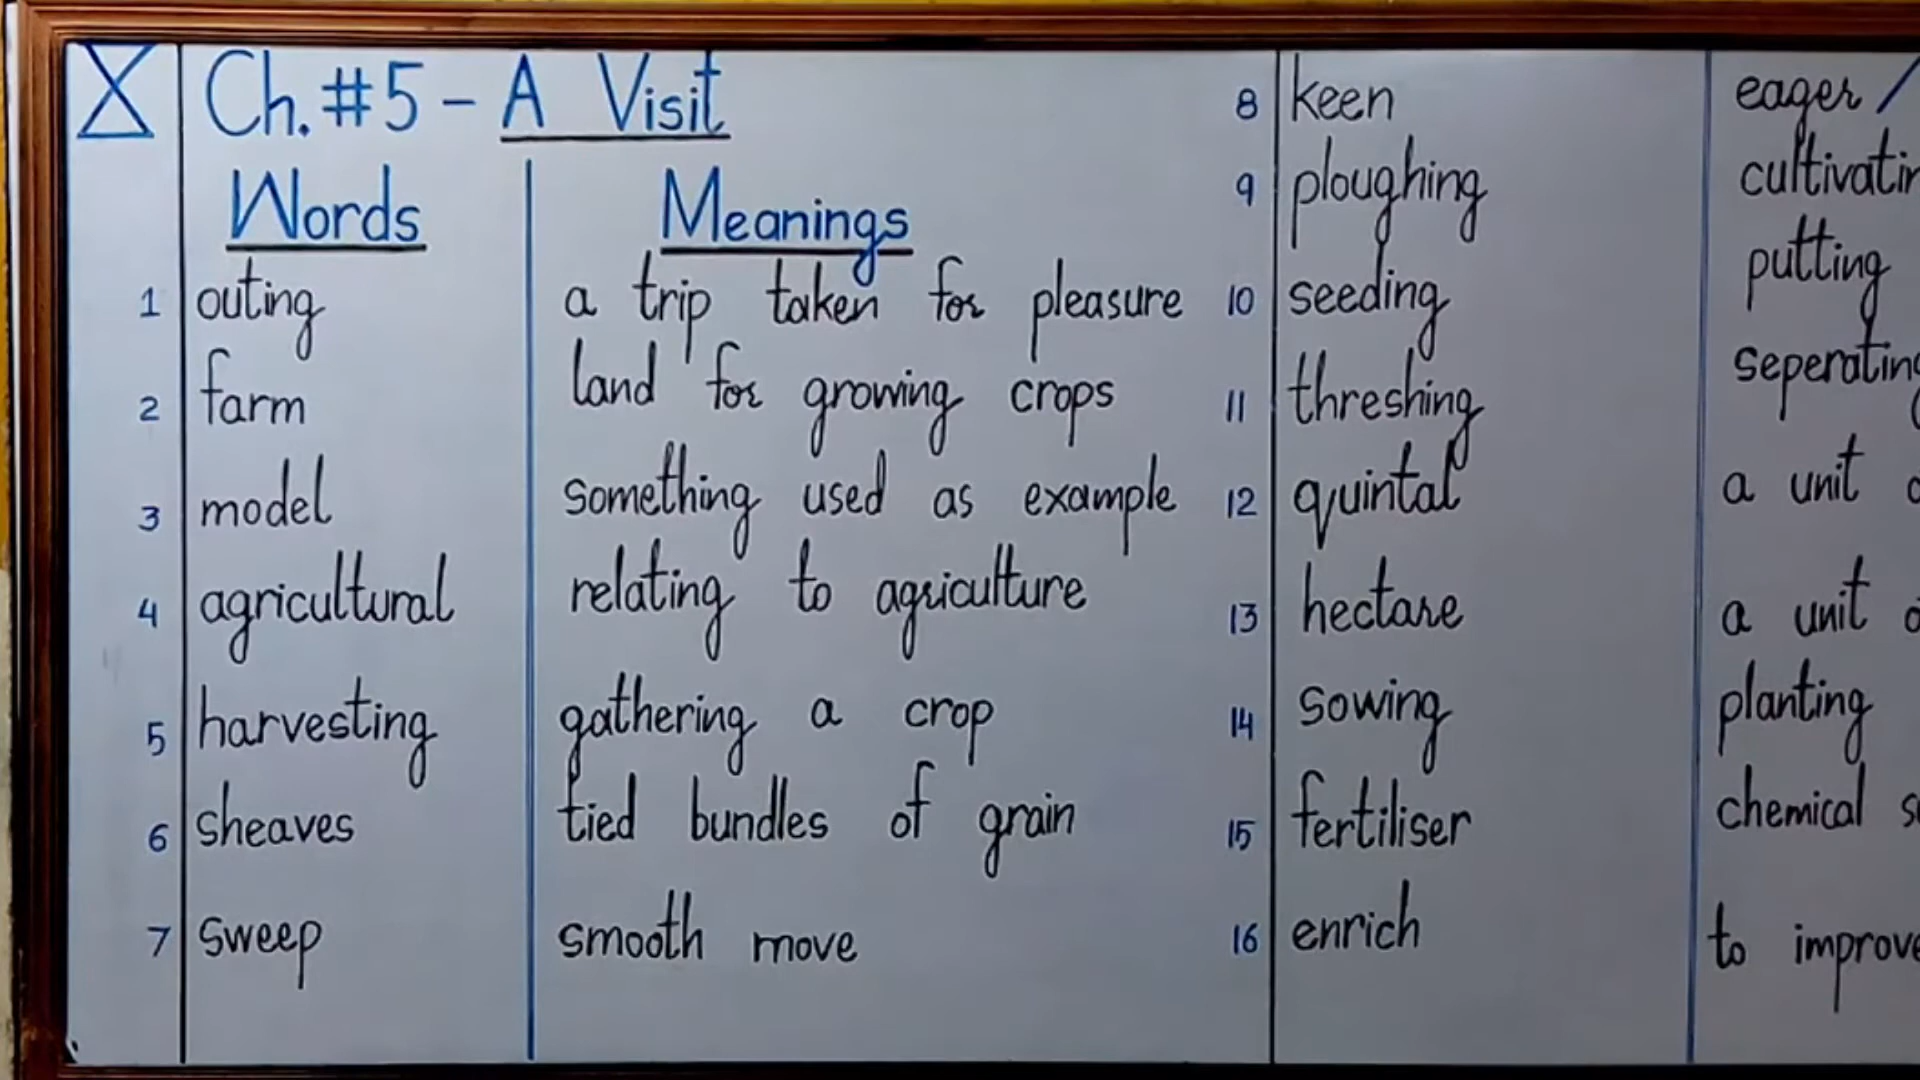 X Ch.#5 - A Visit
Words Meanings
1 outing a trip taken for pleasure
2 farm land for growing crops
3 model something used as example
4 agricultural relating to agriculture
5 harvesting gathering a crop
6 sheaves tied bundles of grain
7 sweep smooth move
8 keen eager /
9 ploughing
10 seeding putting
11 threshing
12 quintal a unit
13 hectare a unit
14 sowing planting
15 fertiliser chemical
16 enrich to